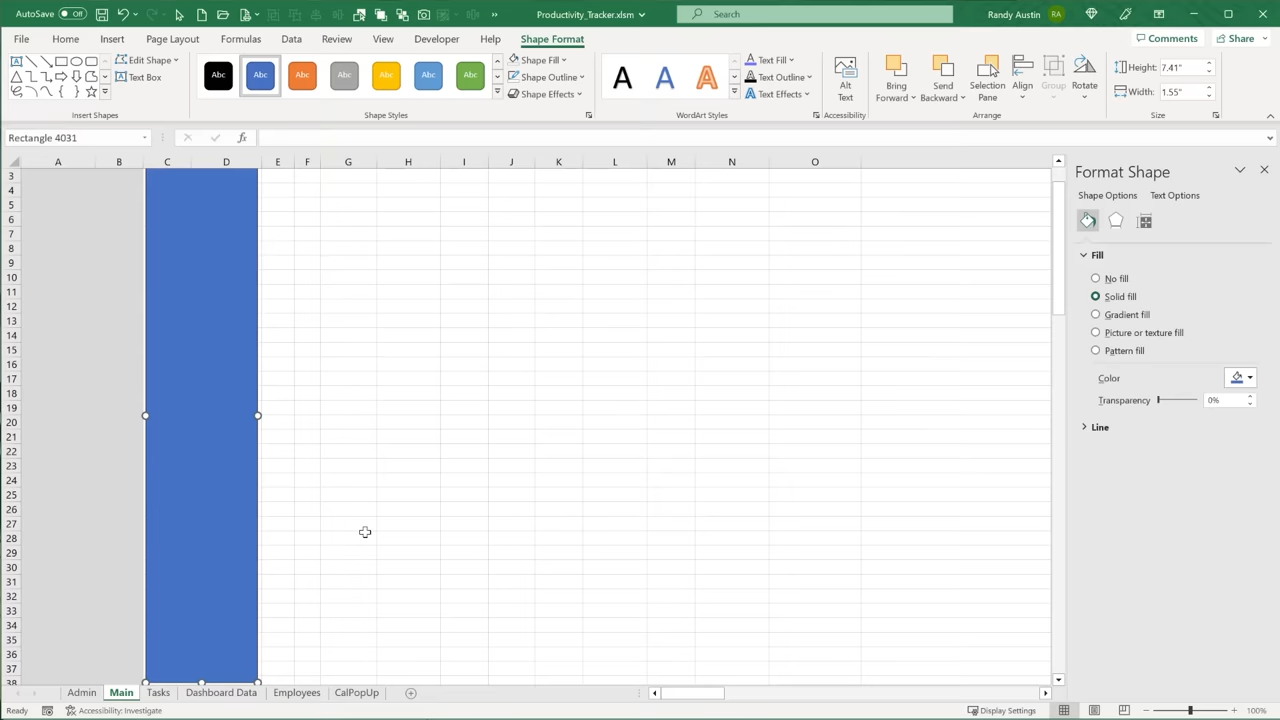 AutoSave Off Productivity_Tracker.xlsm Search Randy Austin RA
File Home Insert Page Layout Formulas Data Review View Developer Help Shape Format Comments Share
Edit Shape Abc Abc Abc Abc Abc Abc Abc Shape Fill A A A Text Fill Height: 7.41"
Text Box Shape Outline Text Outline Alt Text Bring Forward Send Backward Selection Pane Align Group Rotate Width: 1.55"
Shape Effects Text Effects
Insert Shapes Shape Styles WordArt Styles Accessibility Arrange Size
Rectangle 4031 fx
A B C D E F G H I J K L M N O
3
4
5
6
7
8
9
10
11
12
13
14
15
16
17
18
19
20
21
22
23
24
25
26
27
28
29
30
31
32
33
34
35
36
37
38
Format Shape
Shape Options Text Options
Fill
No fill
Solid fill
Gradient fill
Picture or texture fill
Pattern fill
Color
Transparency 0%
Line
Admin Main Tasks Dashboard Data Employees CalPopUp
Ready Accessibility: Investigate Display Settings 100%